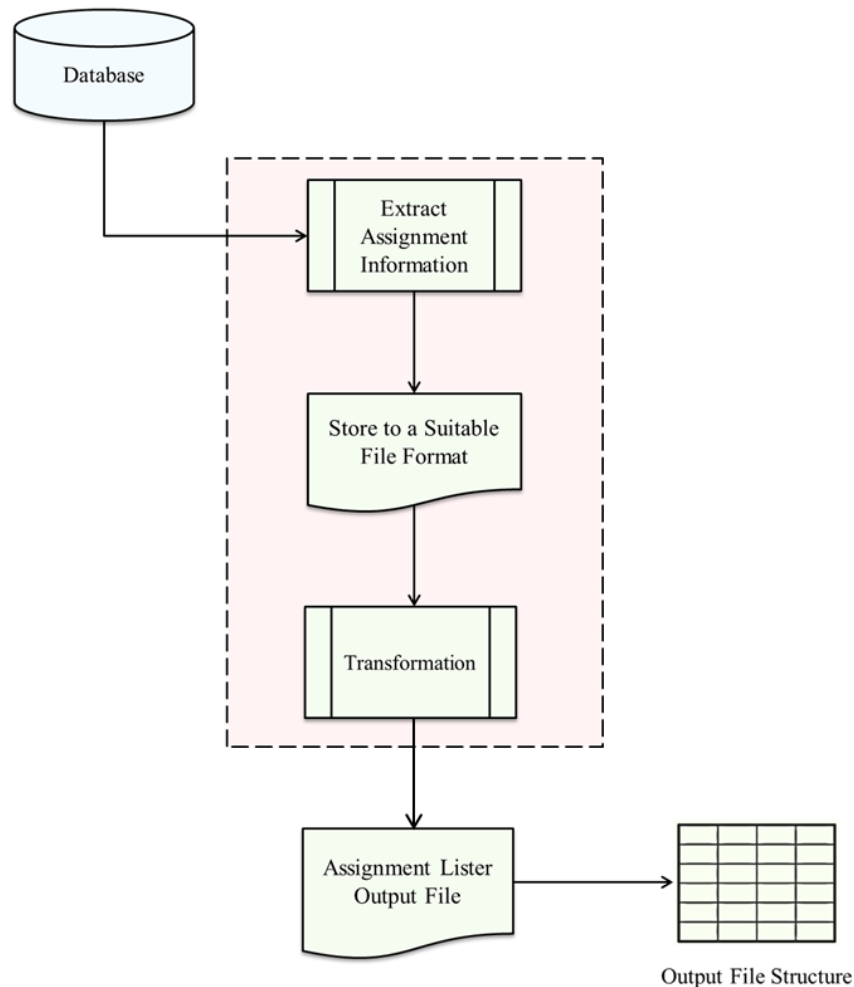 Database
Extract
Assignment
Information
Store to a Suitable
File Format
Transformation
Assignment Lister
Output File
Output File Structure